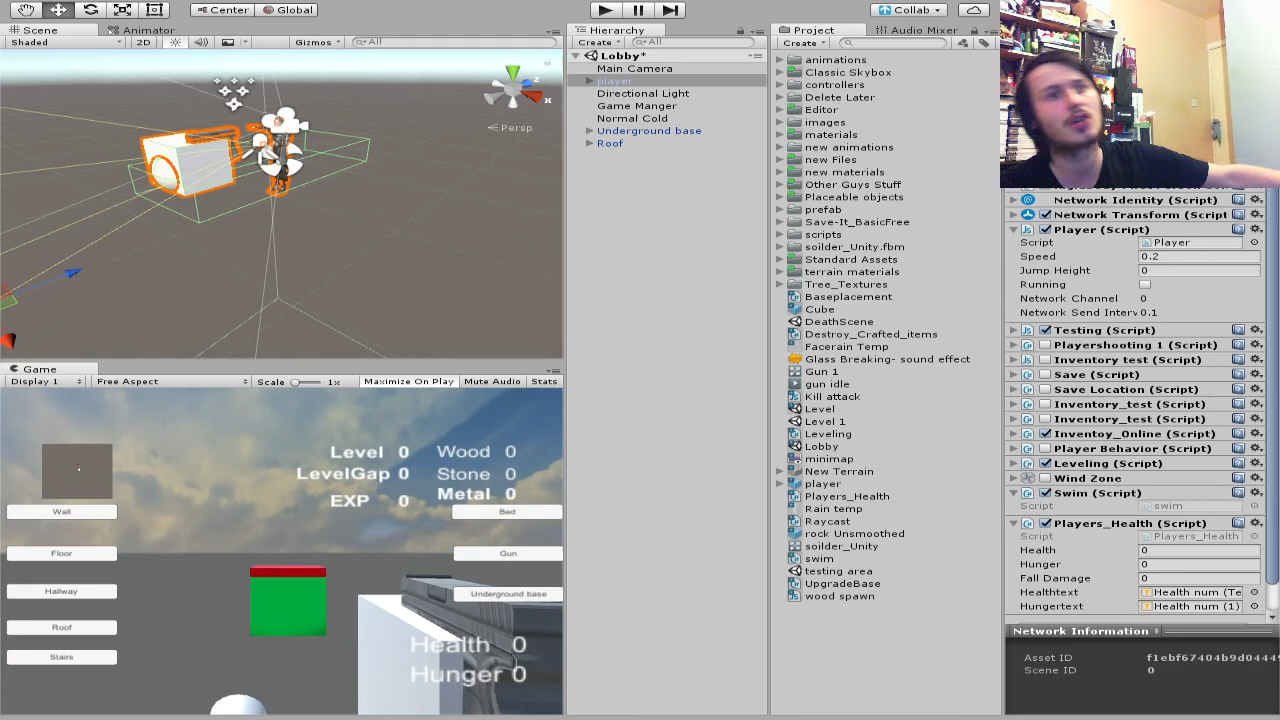 Center Global Collab
Scene Animator
Shaded 2D Gizmos All
Persp
z
x
Game
Display 1 Free Aspect Scale 1x Maximize On Play Mute Audio Stats
Level 0 Wood 0
LevelGap 0 Stone 0
EXP 0 Metal 0
Wall Bed
Floor Gun
Hallway Underground base
Roof
Stairs
Health 0
Hunger 0
Hierarchy
Create All
Lobby*
Main Camera
player
Directional Light
Game Manger
Normal Cold
Underground base
Roof
Project Audio Mixer
Create
animations
Classic Skybox
controllers
Delete Later
Editor
images
materials
new animations
new Files
new materials
Other Guys Stuff
Placeable objects
prefab
Save-It_BasicFree
scripts
soilder_Unity.fbm
Standard Assets
terrain materials
Tree_Textures
Baseplacement
Cube
DeathScene
Destroy_Crafted_items
Facerain Temp
Glass Breaking- sound effect
Gun 1
gun idle
Kill attack
Level
Level 1
Leveling
Lobby
minimap
New Terrain
player
Players_Health
Rain temp
Raycast
rock Unsmoothed
soilder_Unity
swim
testing area
UpgradeBase
wood spawn
Network Identity (Script)
Network Transform (Script
Player (Script)
Script Player
Speed 0.2
Jump Height 0
Running
Network Channel 0
Network Send Interv 0.1
Testing (Script)
Playershooting 1 (Script)
Inventory test (Script)
Save (Script)
Save Location (Script)
Inventory_test (Script)
Inventory_test (Script)
Inventoy_Online (Script)
Player Behavior (Script)
Leveling (Script)
Wind Zone
Swim (Script)
Script swim
Players_Health (Script)
Script Players_Health
Health 0
Hunger 0
Fall Damage 0
Healthtext Health num (Te
Hungertext Health num (1)
Network Information
Asset ID f1ebf67404b9d0444
Scene ID 0